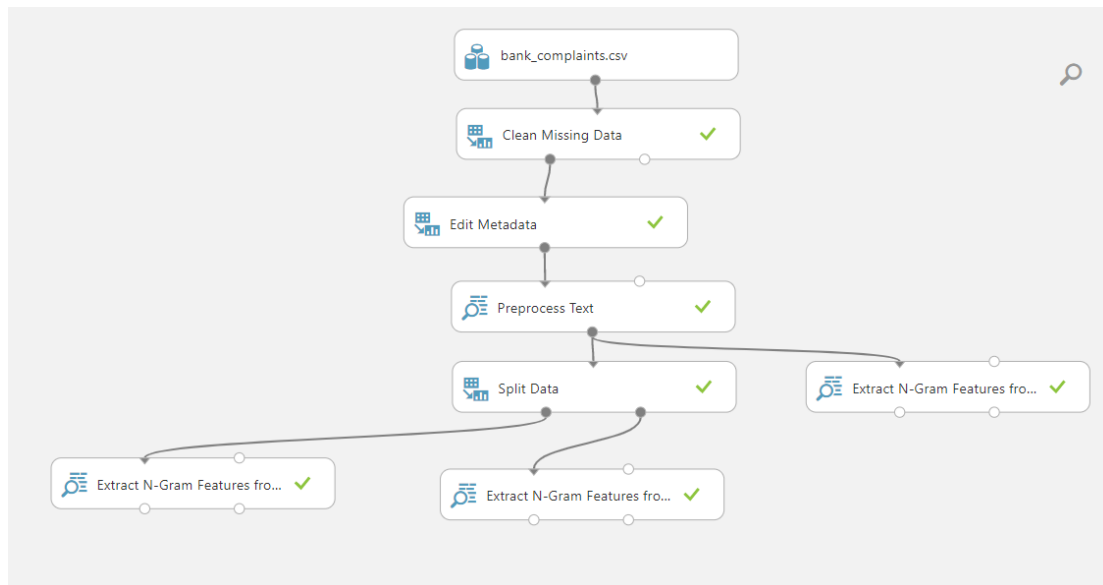 bank_complaints.csv
Clean Missing Data
Edit Metadata
Preprocess Text
Split Data
Extract N-Gram Features fro...
Extract N-Gram Features fro...
Extract N-Gram Features fro...